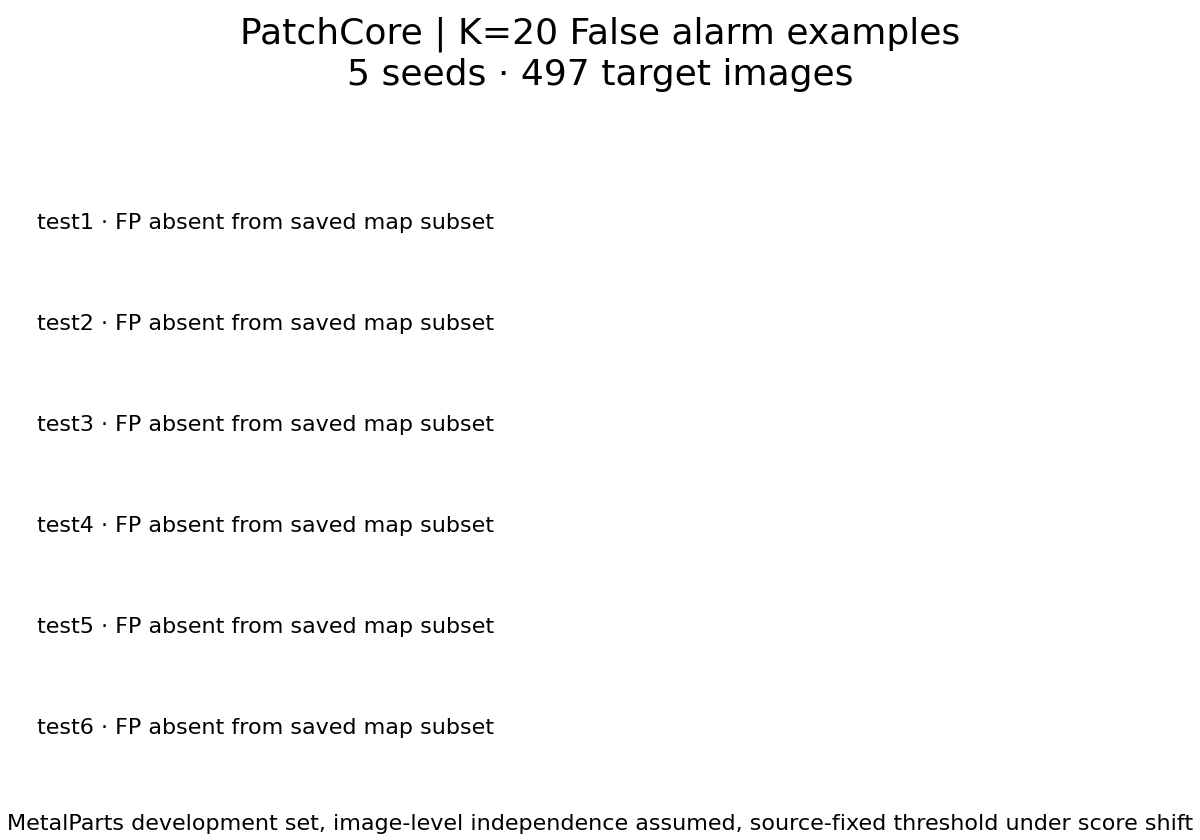 PatchCore | K=20 False alarm examples
5 seeds · 497 target images
test1 · FP absent from saved map subset
test2 · FP absent from saved map subset
test3 · FP absent from saved map subset
test4 · FP absent from saved map subset
test5 · FP absent from saved map subset
test6 · FP absent from saved map subset
MetalParts development set, image-level independence assumed, source-fixed threshold under score shift